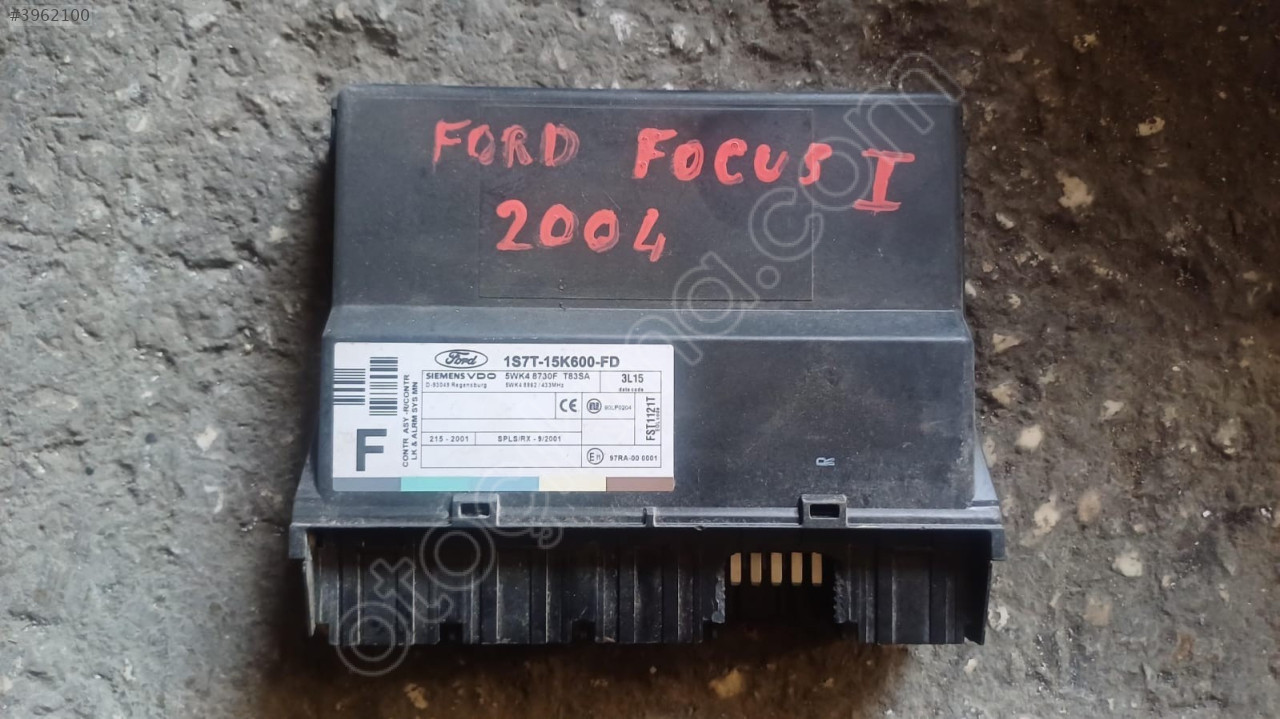 #3962100
FORD FOCUS I
2004
Ford
1S7T-15K600-FD
SIEMENS VDO 5WK4 8730F T83SA
D-93049 Regensburg 5WK4 8862 / 433MHz
3L15
date code
CE
FST1121T
215 - 2001 SPLS/RX - 9/2001
97RA-00 0001
F
CONTR ASY -R/CONTR
LK & ALRM SYS MN